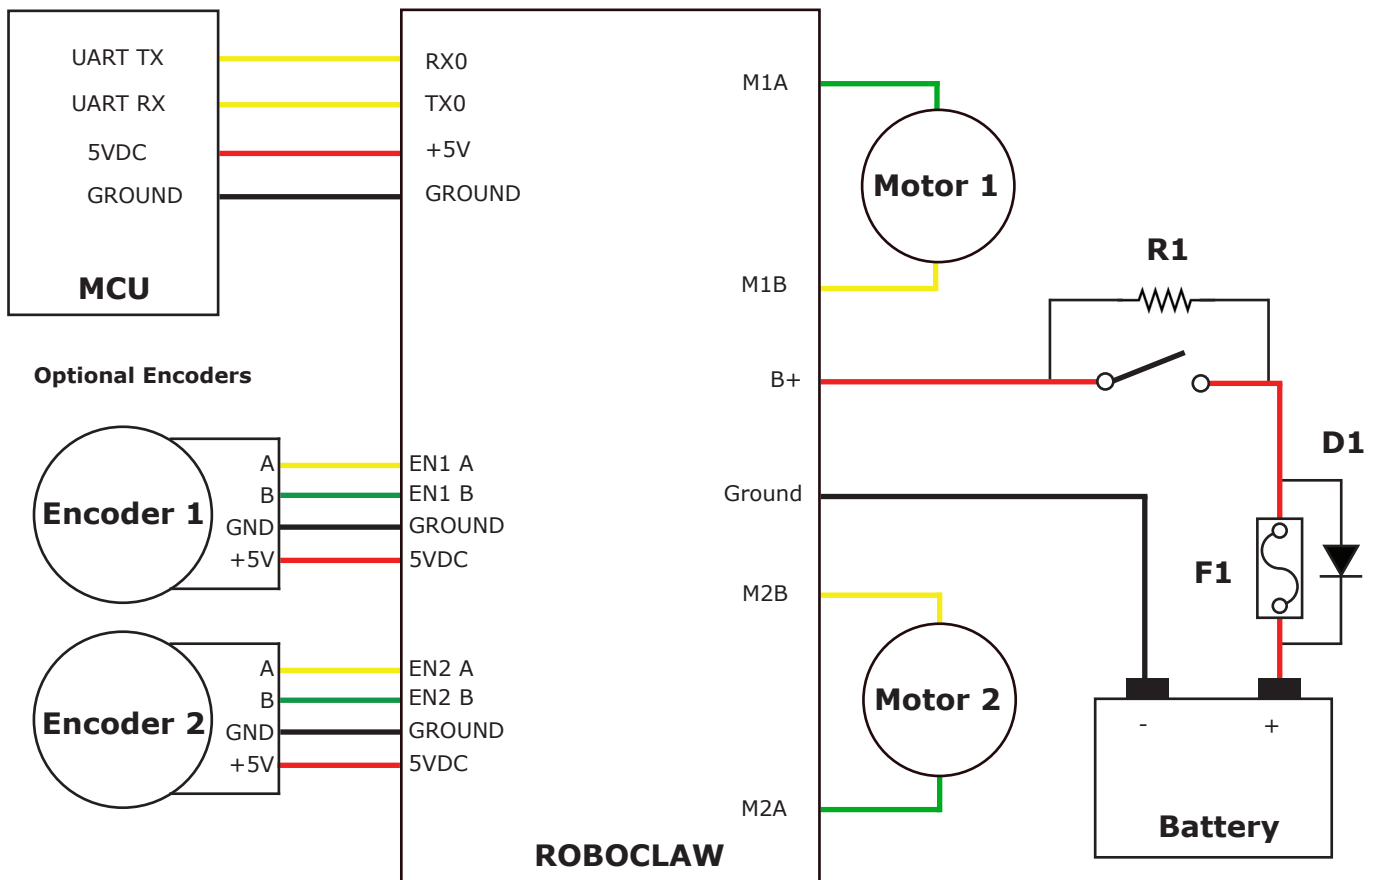 UART TX
UART RX
5VDC
GROUND
MCU
RX0
TX0
+5V
GROUND
Optional Encoders
A
B
GND
+5V
Encoder 1
EN1 A
EN1 B
GROUND
5VDC
A
B
GND
+5V
Encoder 2
EN2 A
EN2 B
GROUND
5VDC
M1A
M1B
B+
Ground
M2B
M2A
ROBOCLAW
Motor 1
R1
D1
F1
Motor 2
- +
Battery